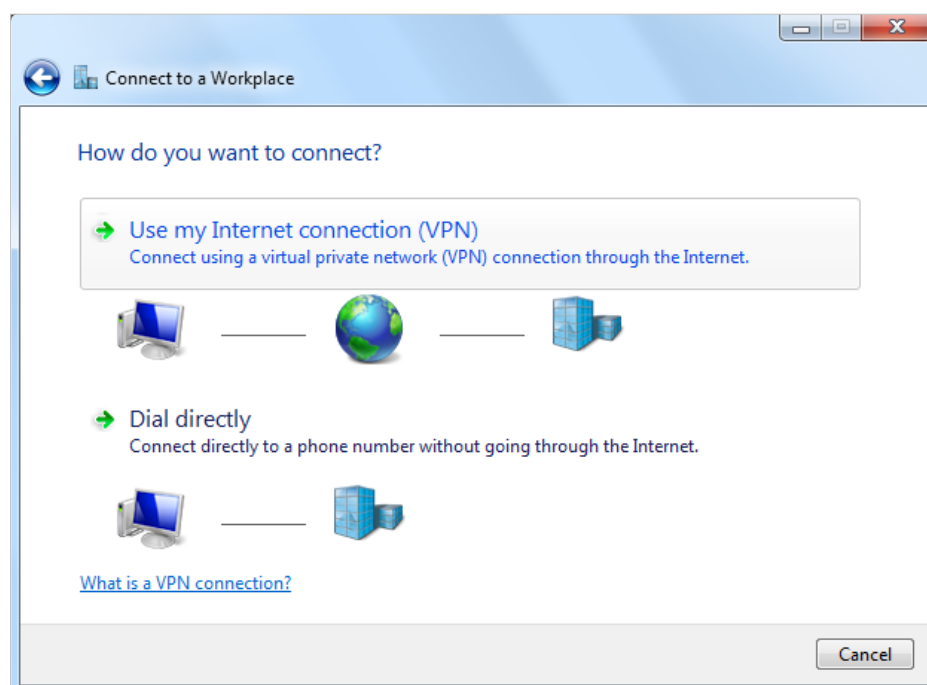 Connect to a Workplace
How do you want to connect?
Use my Internet connection (VPN)
Connect using a virtual private network (VPN) connection through the Internet.
Dial directly
Connect directly to a phone number without going through the Internet.
What is a VPN connection?
Cancel